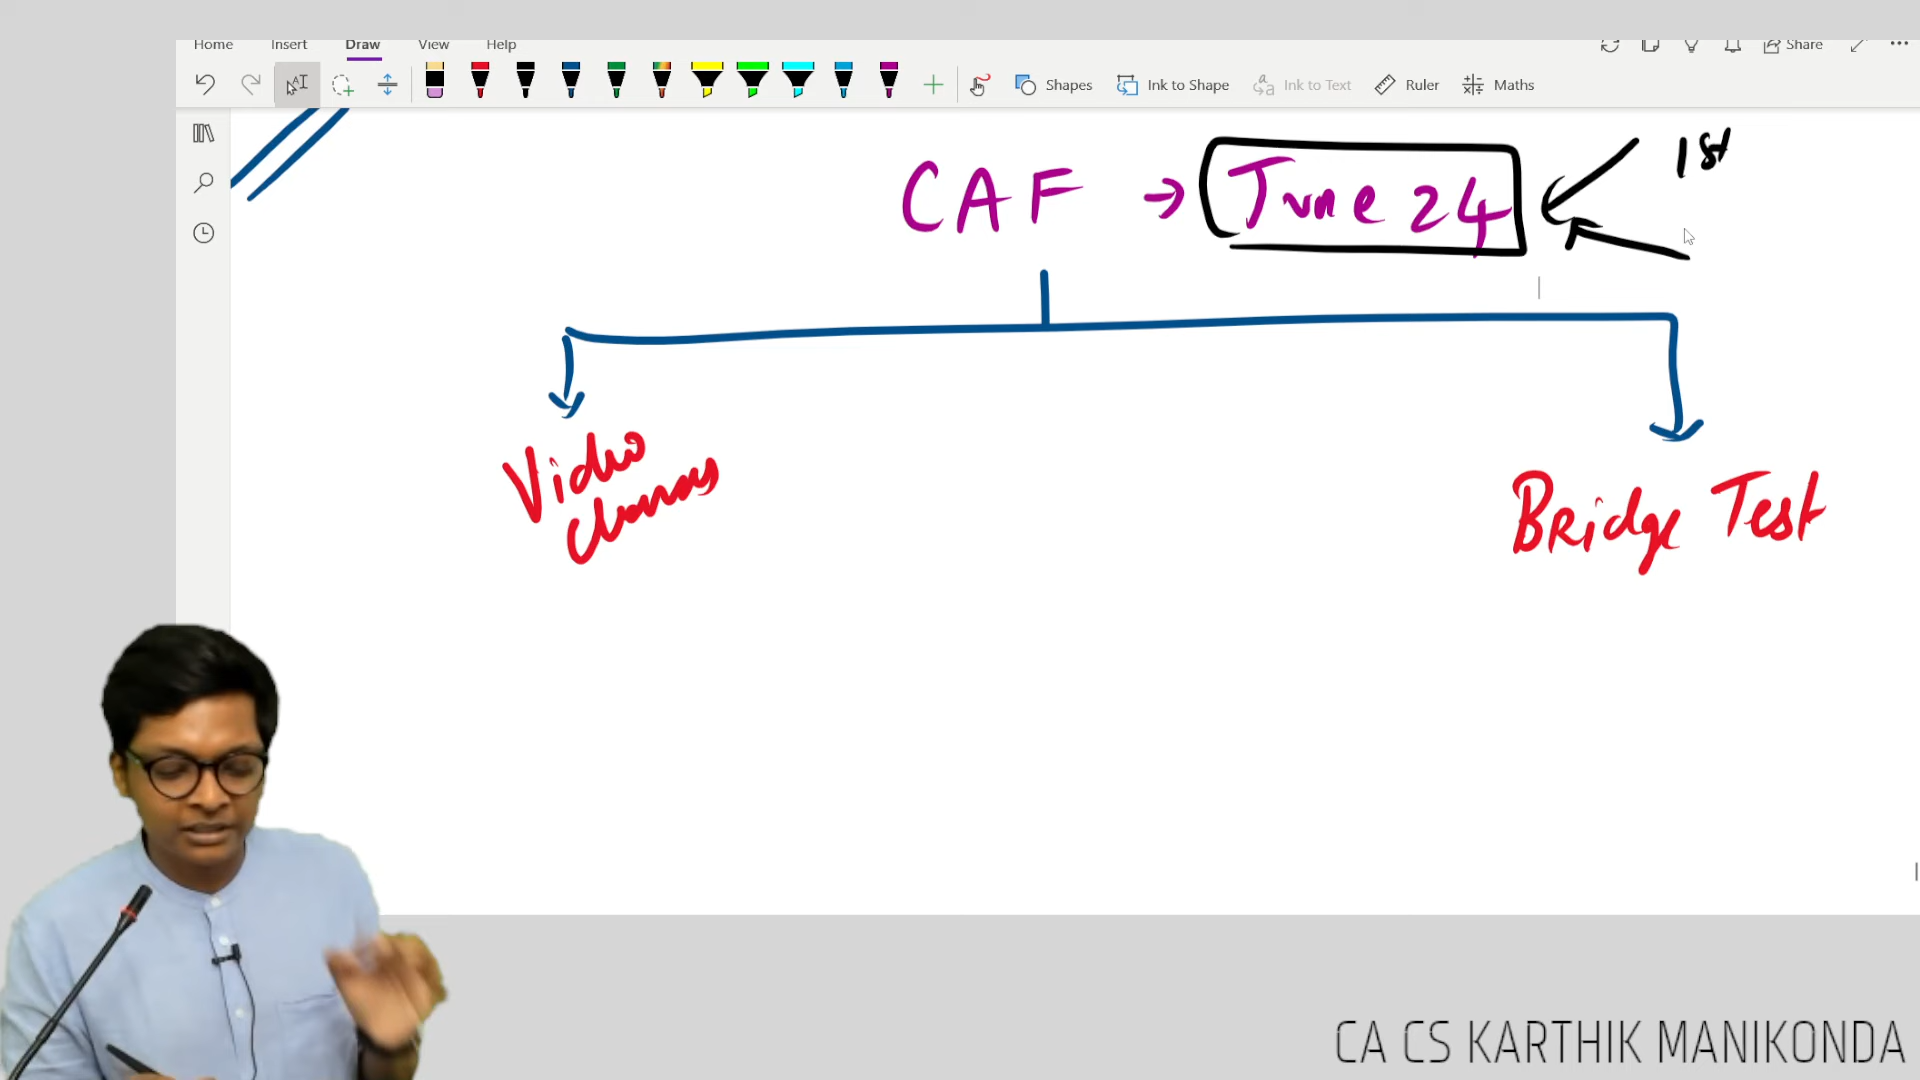 Home Insert Draw View Help Share
Shapes Ink to Shape Ink to Text Ruler Maths
CAF → June 24 1st
Video
classes
Bridge Test
CA CS KARTHIK MANIKONDA